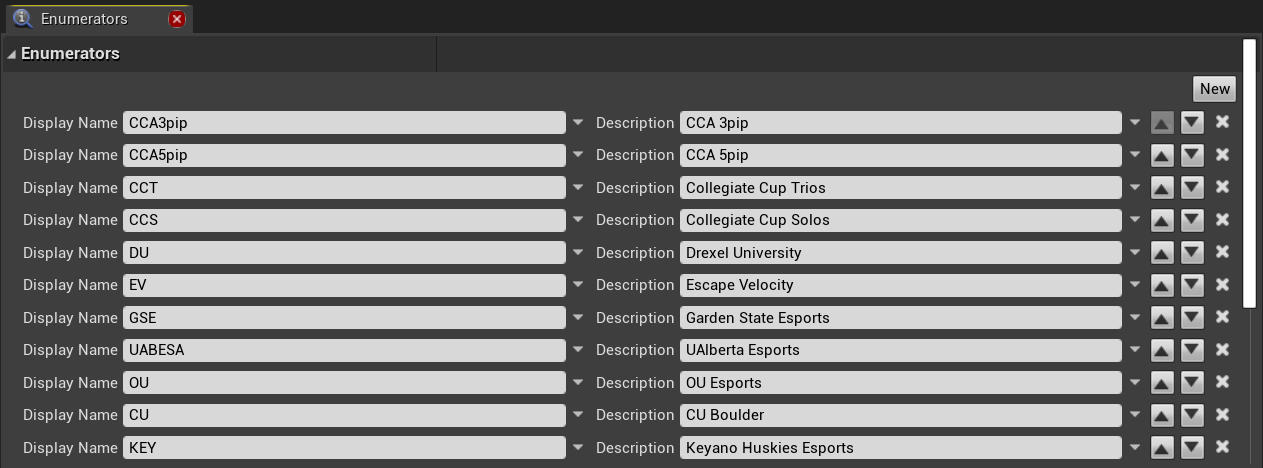 Enumerators
Enumerators
New
Display Name CCA3pip Description CCA 3pip
Display Name CCA5pip Description CCA 5pip
Display Name CCT Description Collegiate Cup Trios
Display Name CCS Description Collegiate Cup Solos
Display Name DU Description Drexel University
Display Name EV Description Escape Velocity
Display Name GSE Description Garden State Esports
Display Name UABESA Description UAlberta Esports
Display Name OU Description OU Esports
Display Name CU Description CU Boulder
Display Name KEY Description Keyano Huskies Esports